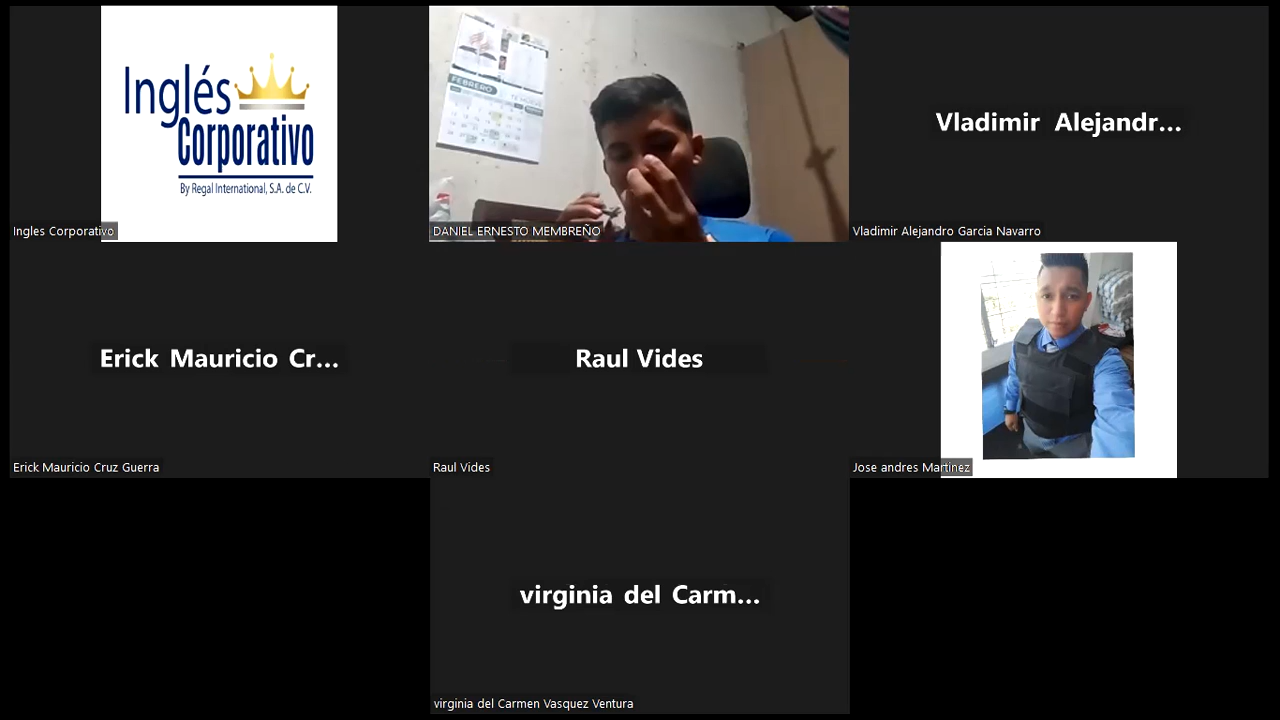 Inglés
Corporativo
By Regal International, S.A. de C.V.
Ingles Corporativo
FEBRERO
DANIEL ERNESTO MEMBREÑO
Vladimir Alejandr...
Vladimir Alejandro Garcia Navarro
Erick Mauricio Cr...
Erick Mauricio Cruz Guerra
Raul Vides
Raul Vides
Jose andres Martinez
virginia del Carm...
virginia del Carmen Vasquez Ventura